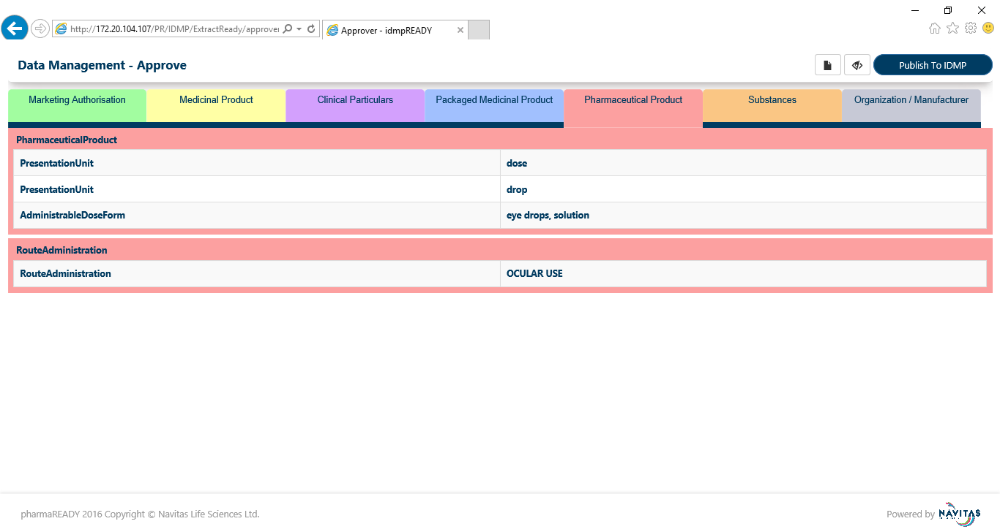 http://172.20.104.107/PR/IDMP/ExtractReady/approver
Approver - idmpREADY
Data Management - Approve
Publish To IDMP
Marketing Authorisation
Medicinal Product
Clinical Particulars
Packaged Medicinal Product
Pharmaceutical Product
Substances
Organization / Manufacturer
PharmaceuticalProduct
PresentationUnit dose
PresentationUnit drop
AdministrableDoseForm eye drops, solution
RouteAdministration
RouteAdministration OCULAR USE
pharmaREADY 2016 Copyright © Navitas Life Sciences Ltd.
Powered by NAVITAS